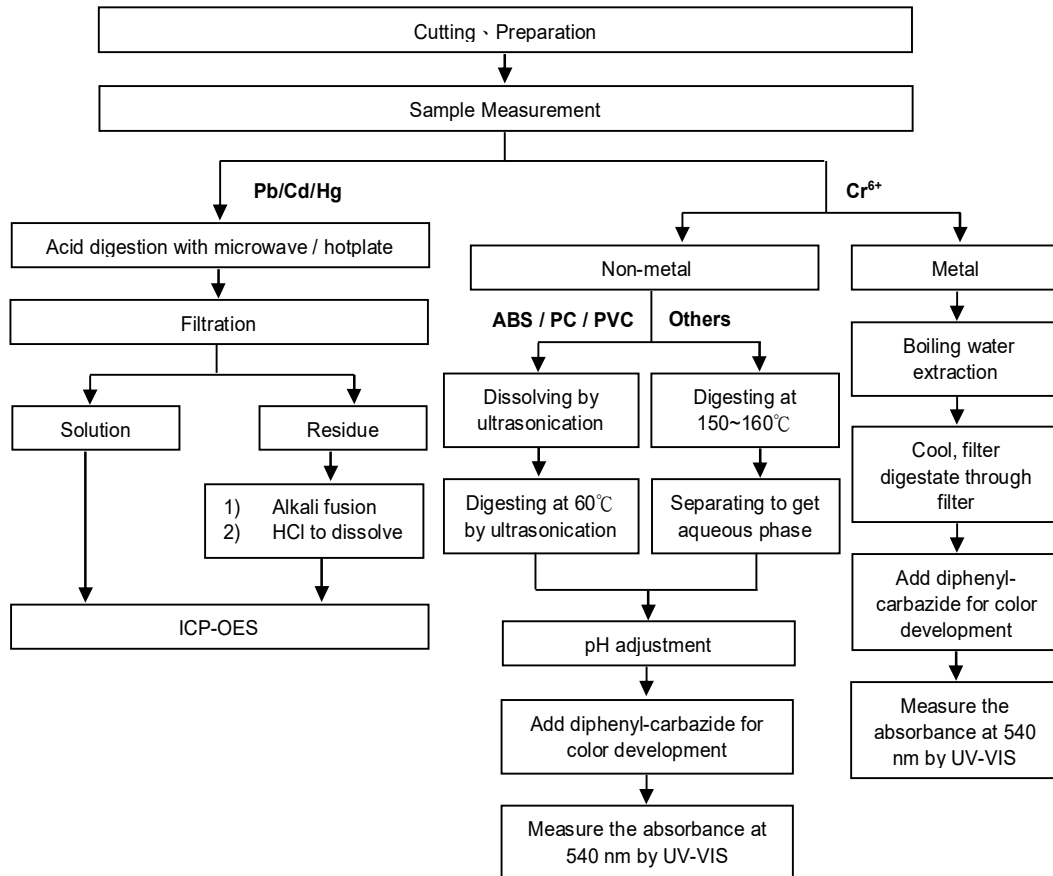 Cutting、Preparation
Sample Measurement
Pb/Cd/Hg
Cr⁶⁺
Acid digestion with microwave / hotplate
Filtration
Solution
Residue
1) Alkali fusion
2) HCl to dissolve
ICP-OES
Non-metal
ABS / PC / PVC
Others
Dissolving by
ultrasonication
Digesting at
150~160℃
Digesting at 60℃
by ultrasonication
Separating to get
aqueous phase
pH adjustment
Add diphenyl-carbazide for
color development
Measure the absorbance at
540 nm by UV-VIS
Metal
Boiling water
extraction
Cool, filter
digestate through
filter
Add diphenyl-
carbazide for color
development
Measure the
absorbance at 540
nm by UV-VIS